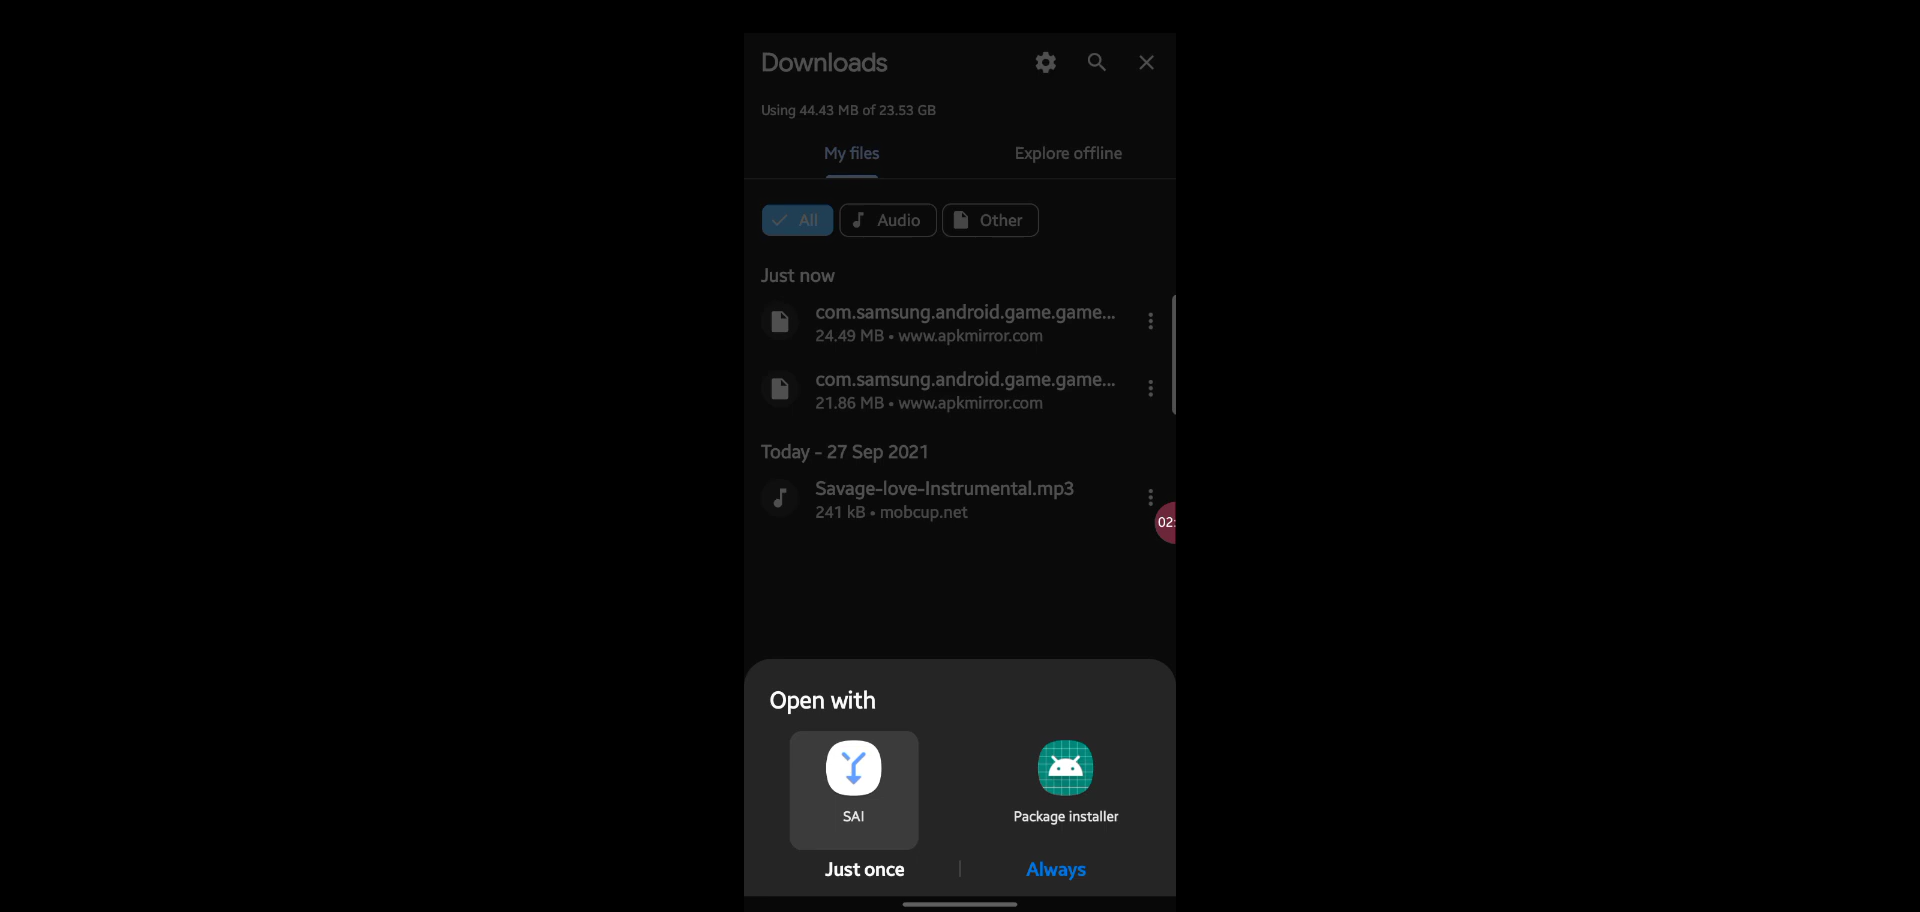 Downloads
Using 44.43 MB of 23.53 GB
My files
Explore offline
All
Audio
Other
Just now
com.samsung.android.game.game...
24.49 MB • www.apkmirror.com
com.samsung.android.game.game...
21.86 MB • www.apkmirror.com
Today - 27 Sep 2021
Savage-love-Instrumental.mp3
241 kB • mobcup.net
02:
Open with
SAI
Package installer
Just once
Always